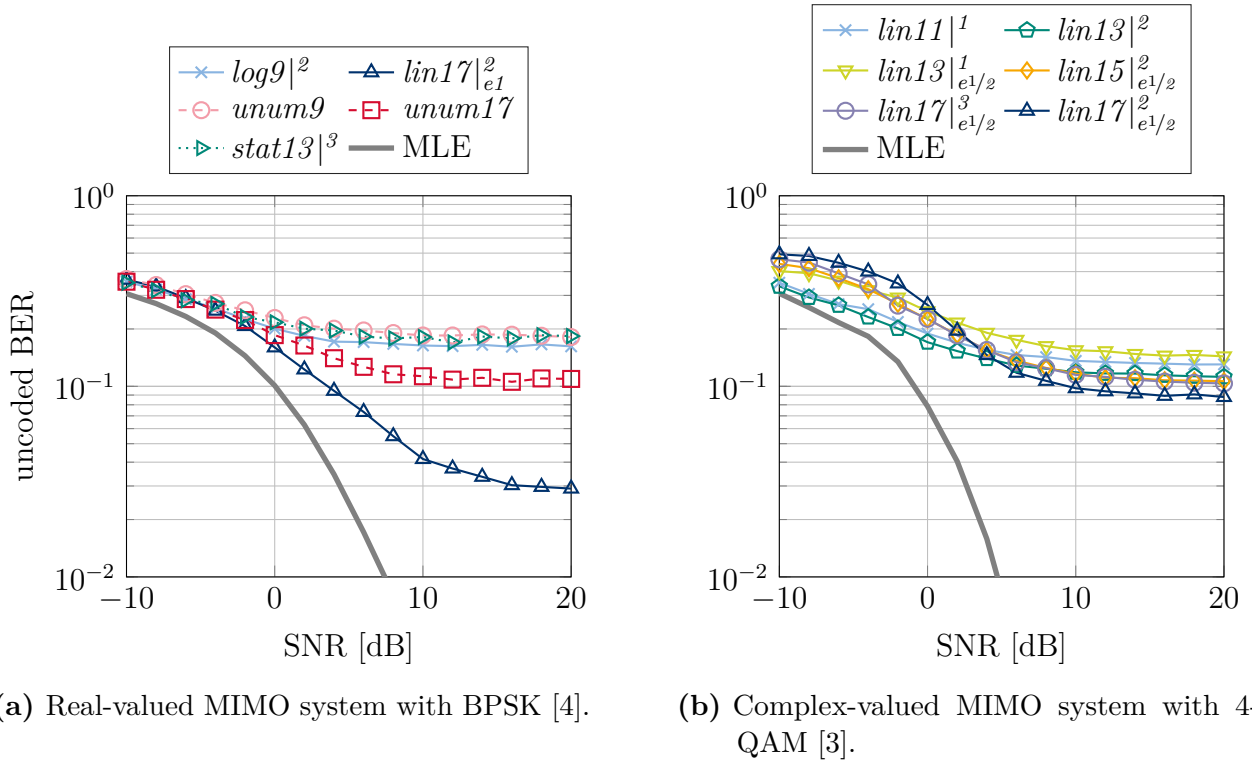 log9|² lin17|²ₑ₁
unum9 unum17
stat13|³ MLE
lin11|¹ lin13|²
lin13|¹ₑ1/2 lin15|²ₑ1/2
lin17|³ₑ1/2 lin17|²ₑ1/2
MLE
uncoded BER
10⁰
10⁻¹
10⁻²
−10 0 10 20
SNR [dB]
10⁰
10⁻¹
10⁻²
−10 0 10 20
SNR [dB]
(a) Real-valued MIMO system with BPSK [4].
(b) Complex-valued MIMO system with 4-
QAM [3].